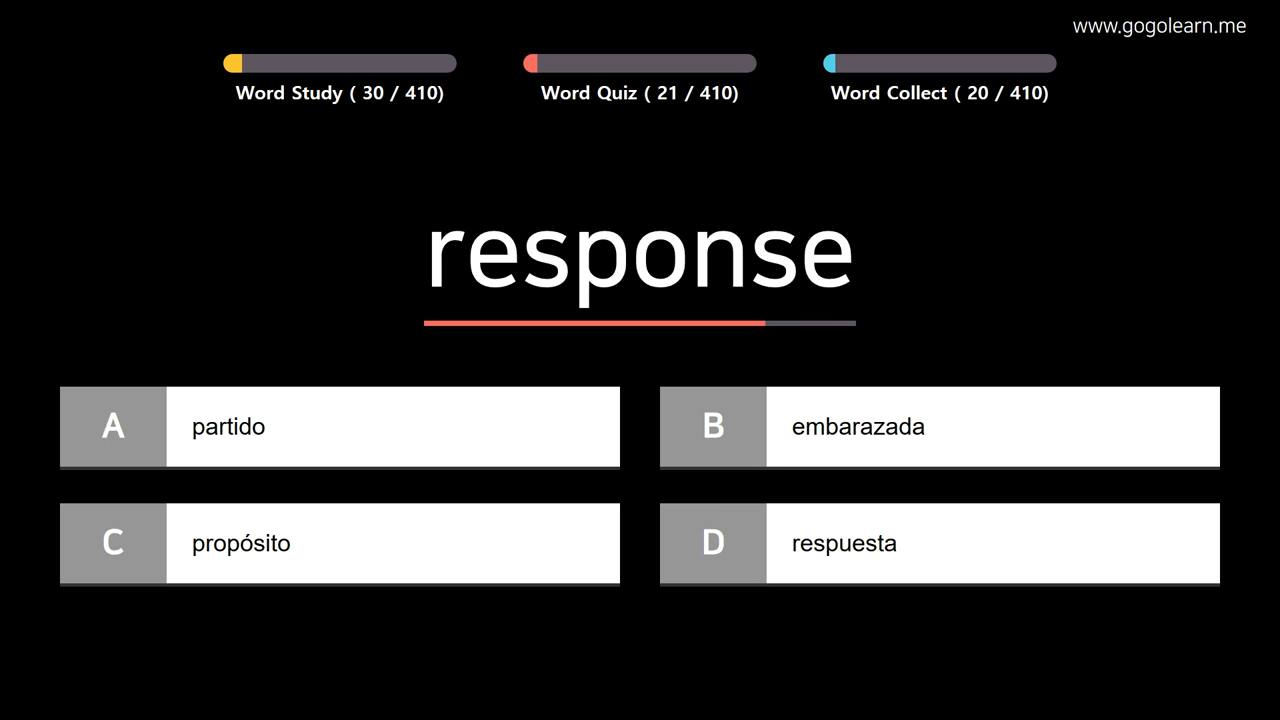 www.gogolearn.me
Word Study ( 30 / 410)
Word Quiz ( 21 / 410)
Word Collect ( 20 / 410)
response
A
partido
B
embarazada
C
propósito
D
respuesta